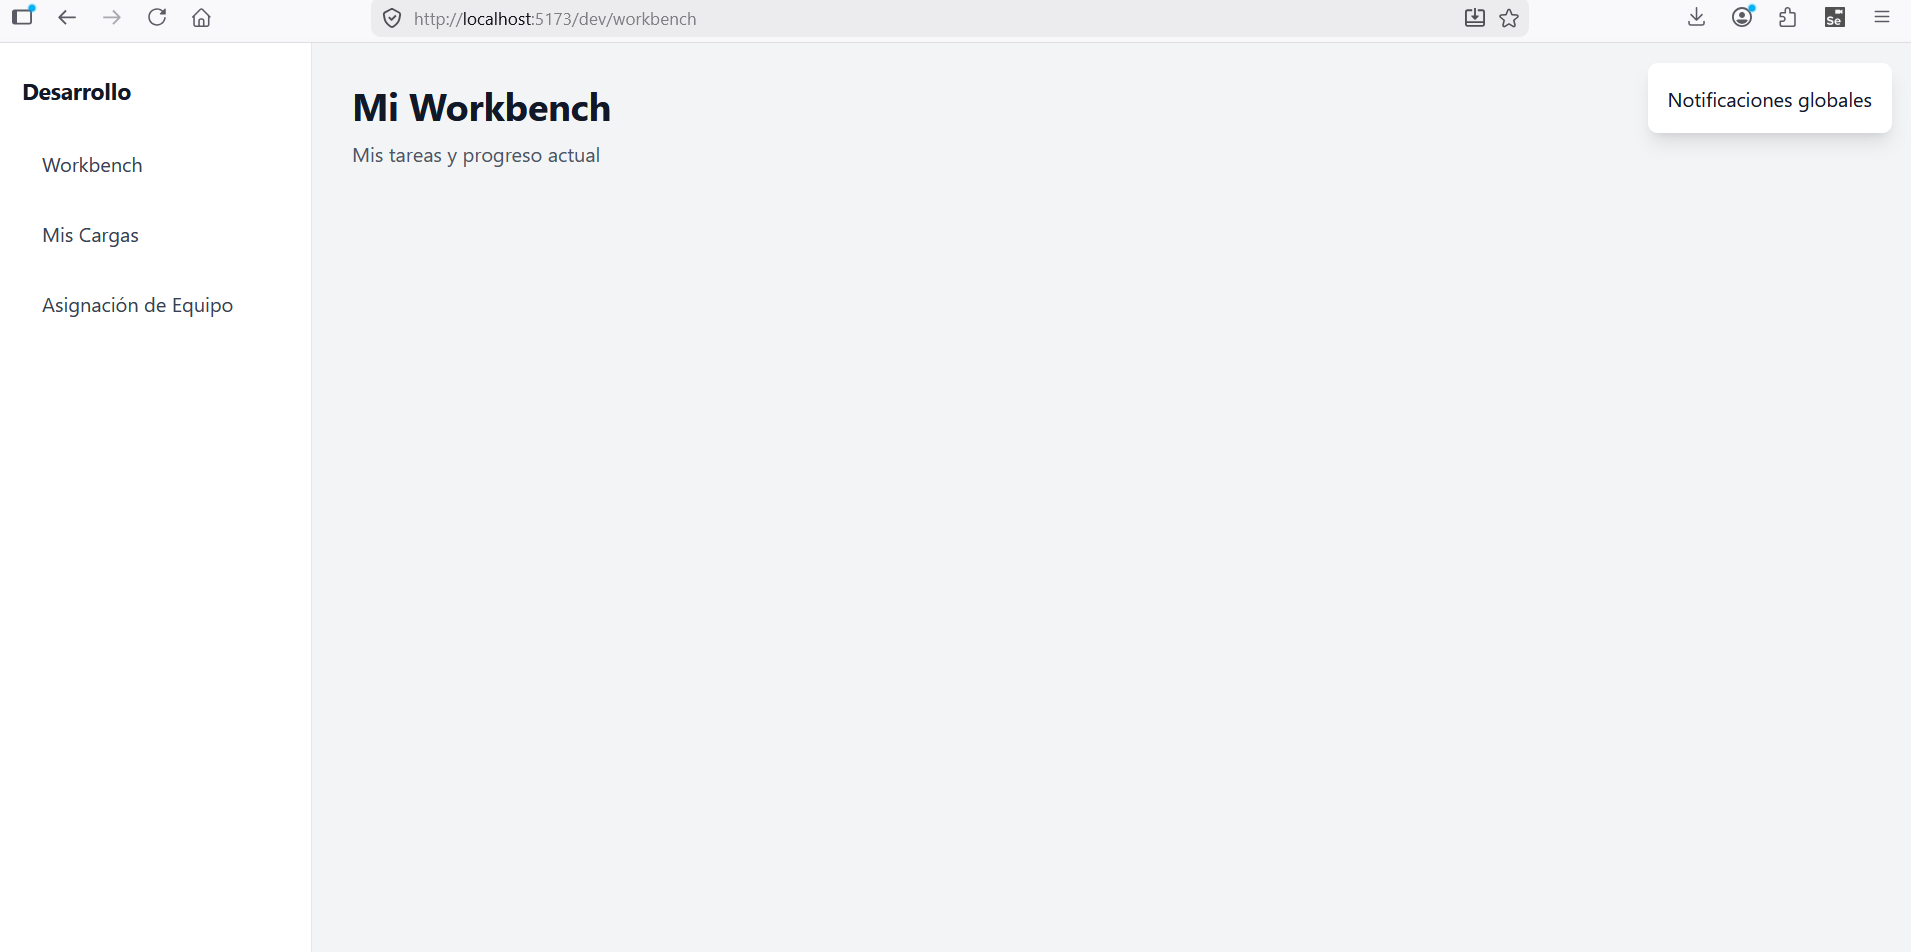 http://localhost:5173/dev/workbench
Se
Desarrollo
Workbench
Mis Cargas
Asignación de Equipo
Mi Workbench
Mis tareas y progreso actual
Notificaciones globales